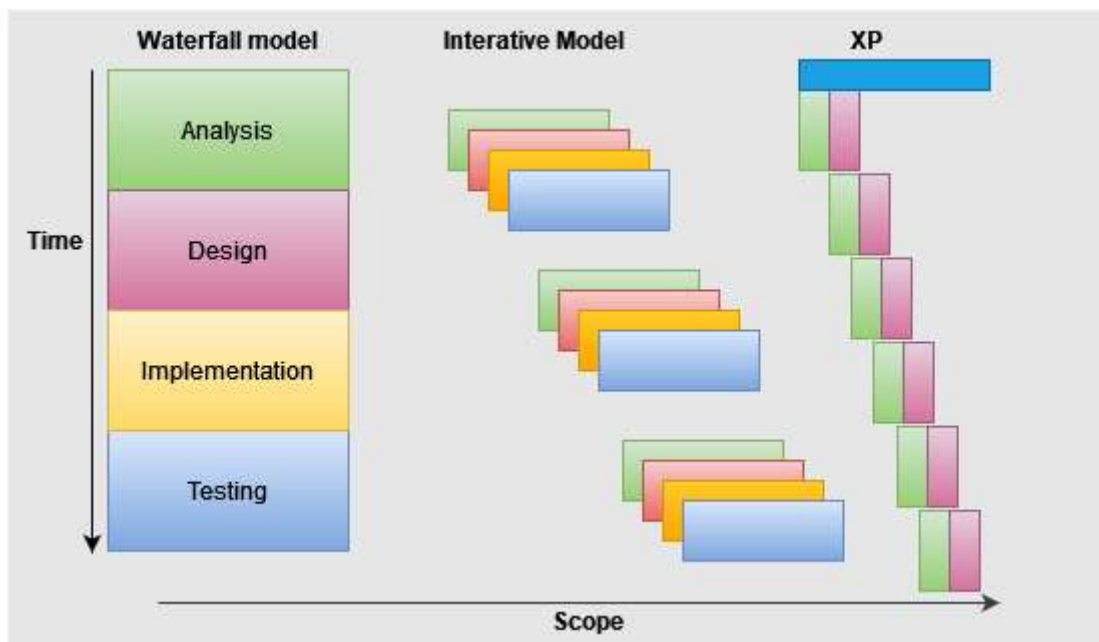 Waterfall model
Interative Model
XP
Analysis
Time
Design
Implementation
Testing
Scope